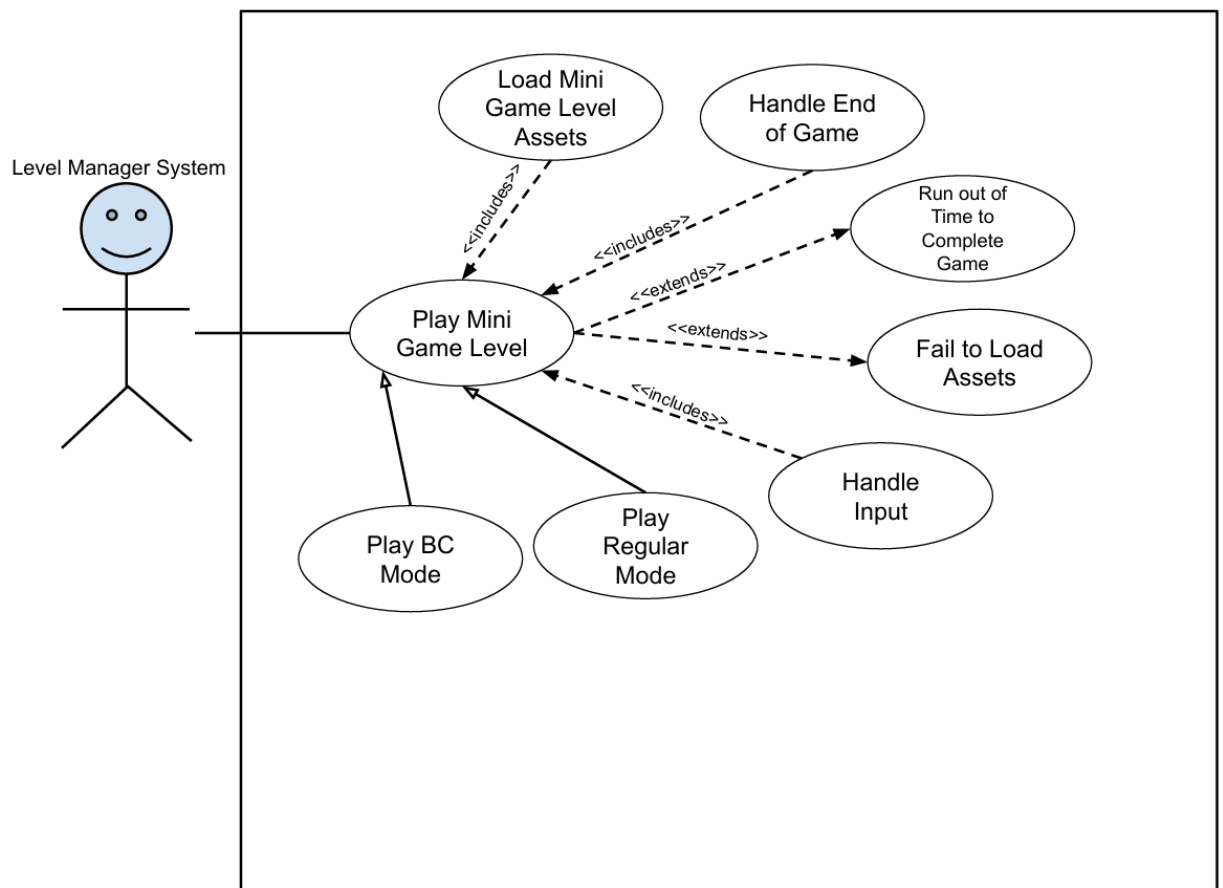 Load Mini
Game Level
Assets
Handle End
of Game
Level Manager System
<<includes>>
Run out of
Time to
Complete
Game
<<includes>>
<<extends>>
Play Mini
Game Level
<<extends>>
Fail to Load
Assets
<<includes>>
Handle
Input
Play BC
Mode
Play
Regular
Mode